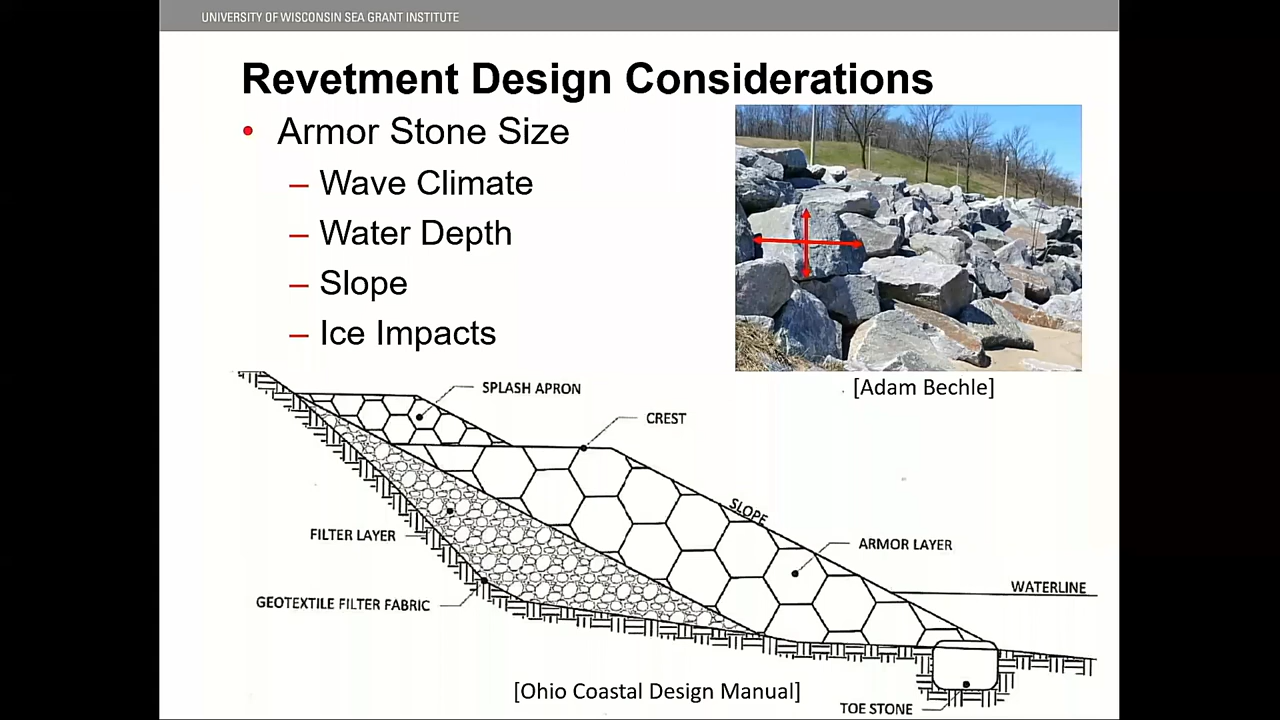 UNIVERSITY OF WISCONSIN SEA GRANT INSTITUTE
Revetment Design Considerations
• Armor Stone Size
– Wave Climate
– Water Depth
– Slope
– Ice Impacts
[Adam Bechle]
SPLASH APRON
CREST
SLOPE
FILTER LAYER
ARMOR LAYER
WATERLINE
GEOTEXTILE FILTER FABRIC
[Ohio Coastal Design Manual]
TOE STONE